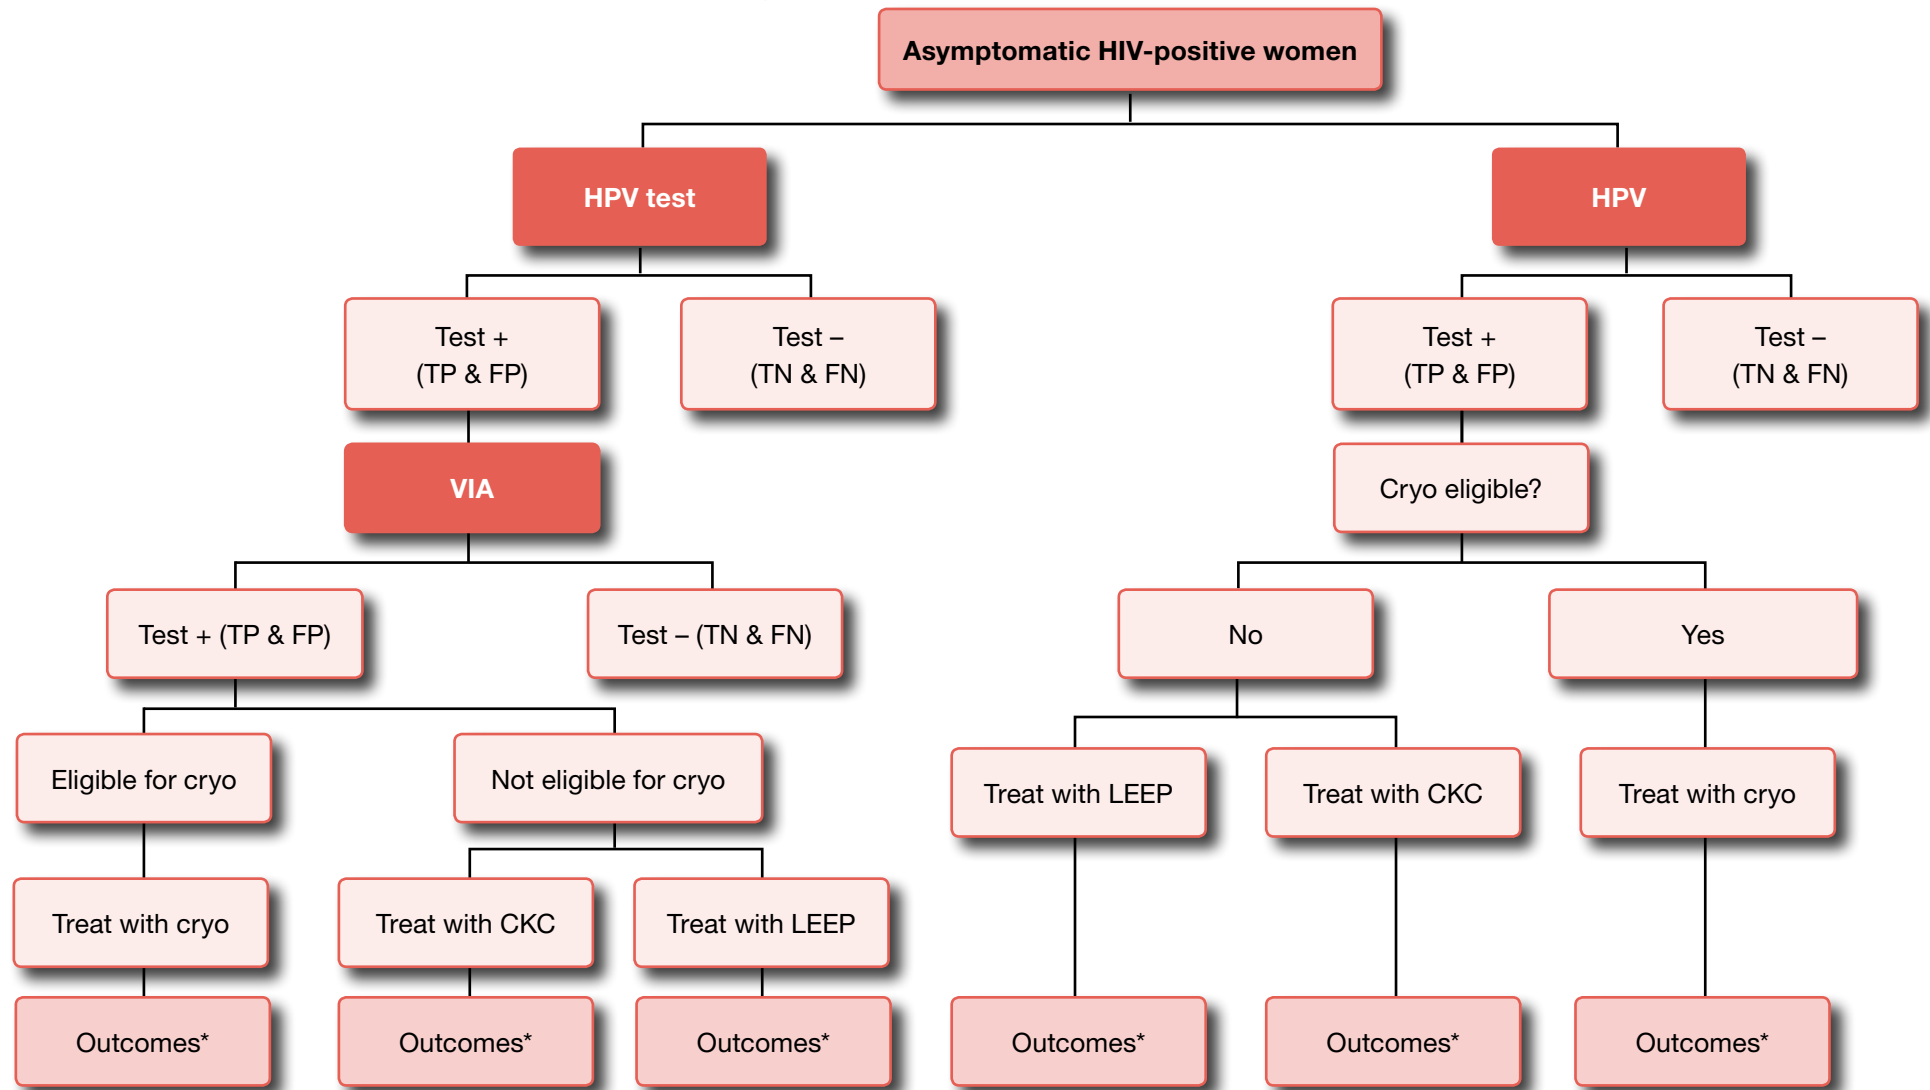 Asymptomatic HIV-positive women
HPV test
HPV
Test +
(TP & FP)
Test –
(TN & FN)
Test +
(TP & FP)
Test –
(TN & FN)
VIA
Cryo eligible?
Test + (TP & FP)
Test – (TN & FN)
No
Yes
Eligible for cryo
Not eligible for cryo
Treat with LEEP
Treat with CKC
Treat with cryo
Treat with cryo
Treat with CKC
Treat with LEEP
Outcomes*
Outcomes*
Outcomes*
Outcomes*
Outcomes*
Outcomes*